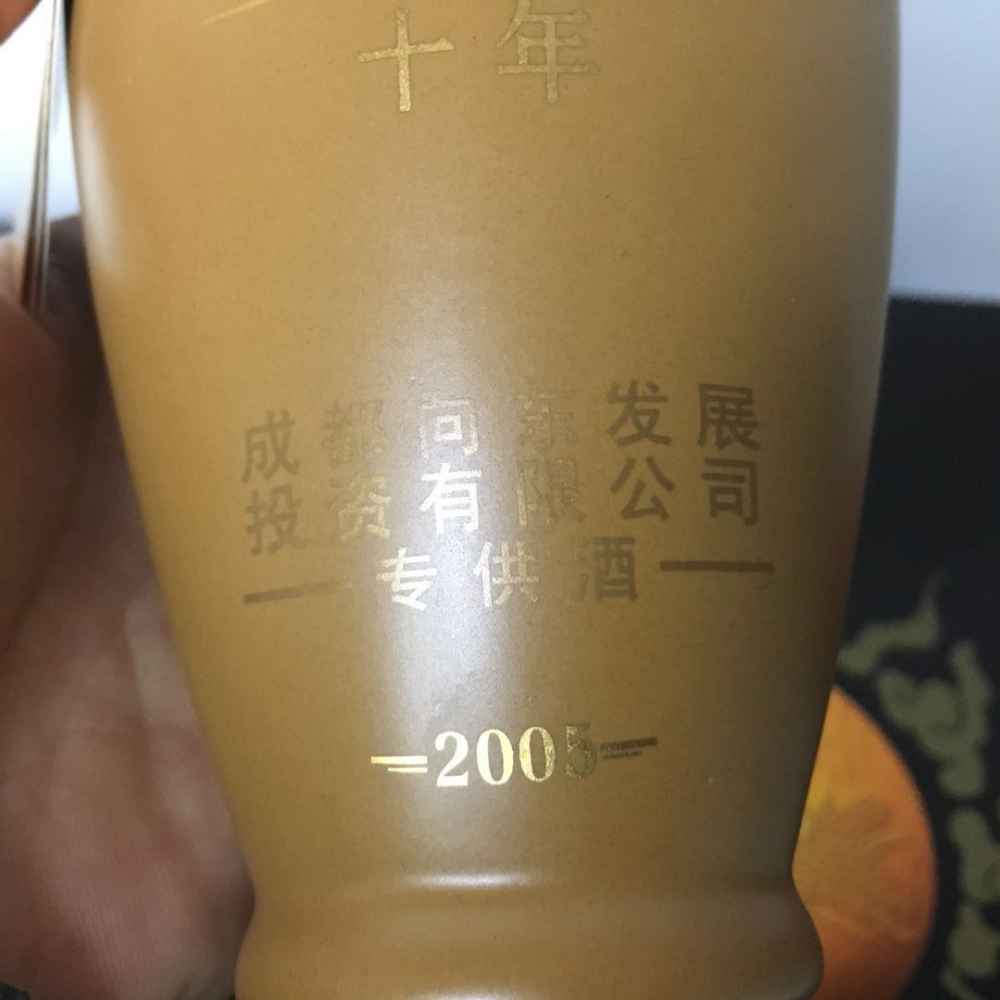 十年
成都向东发展
投资有限公司
专供酒
2005